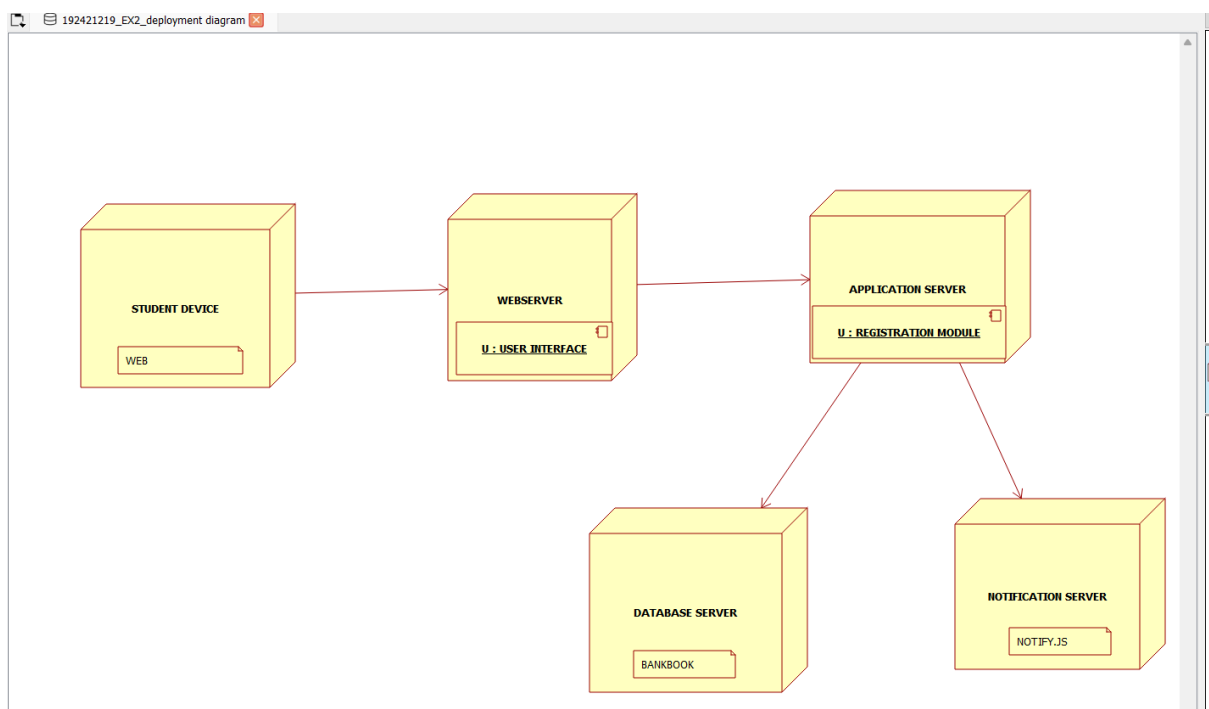 192421219_EX2_deployment diagram
STUDENT DEVICE
WEB
WEBSERVER
U : USER INTERFACE
APPLICATION SERVER
U : REGISTRATION MODULE
DATABASE SERVER
BANKBOOK
NOTIFICATION SERVER
NOTIFY.JS